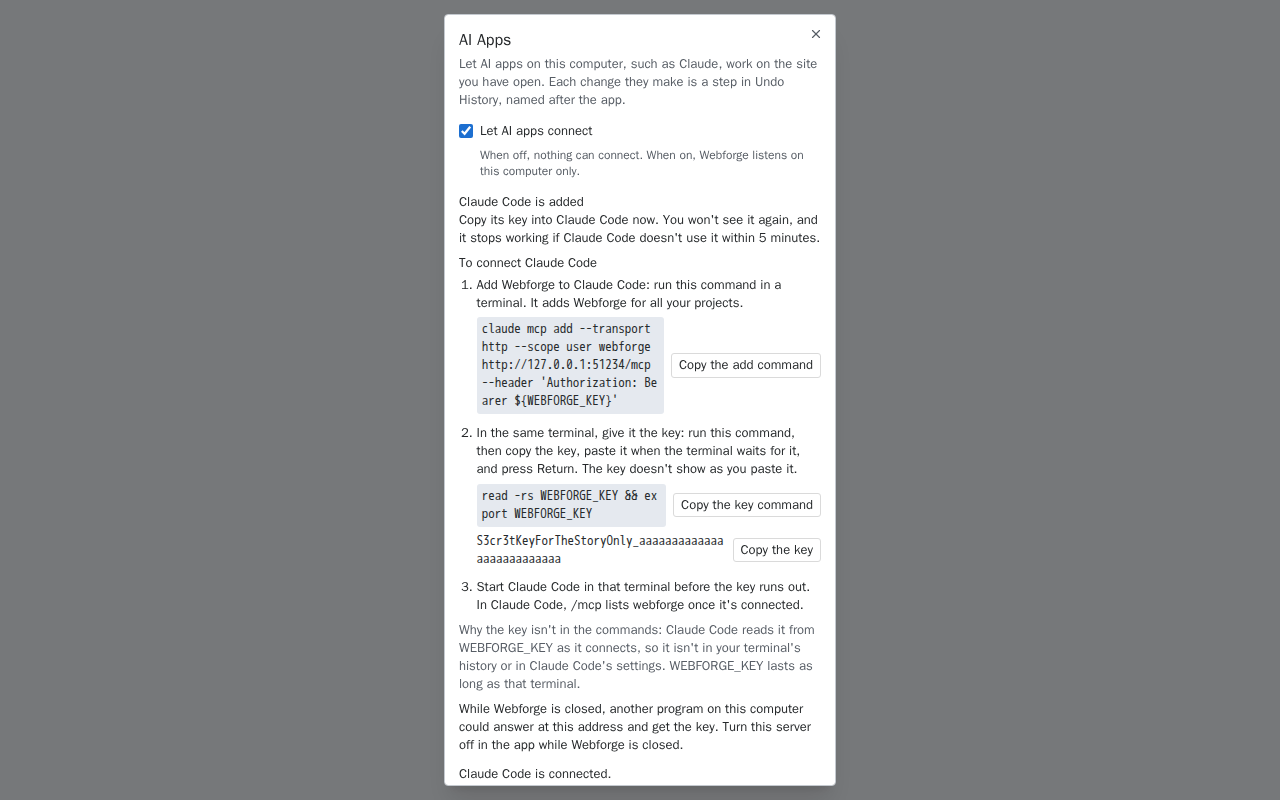 AI Apps
Let AI apps on this computer, such as Claude, work on the site
you have open. Each change they make is a step in Undo
History, named after the app.
Let AI apps connect
When off, nothing can connect. When on, Webforge listens on
this computer only.
Claude Code is added
Copy its key into Claude Code now. You won't see it again, and
it stops working if Claude Code doesn't use it within 5 minutes.
To connect Claude Code
1. Add Webforge to Claude Code: run this command in a
terminal. It adds Webforge for all your projects.
claude mcp add --transport
http --scope user webforge
http://127.0.0.1:51234/mcp
--header 'Authorization: Be
arer ${WEBFORGE_KEY}'
Copy the add command
2. In the same terminal, give it the key: run this command,
then copy the key, paste it when the terminal waits for it,
and press Return. The key doesn't show as you paste it.
read -rs WEBFORGE_KEY && ex
port WEBFORGE_KEY
Copy the key command
S3cr3tKeyForTheStoryOnly_aaaaaaaaaaaaa
aaaaaaaaaaaaa
Copy the key
3. Start Claude Code in that terminal before the key runs out.
In Claude Code, /mcp lists webforge once it's connected.
Why the key isn't in the commands: Claude Code reads it from
WEBFORGE_KEY as it connects, so it isn't in your terminal's
history or in Claude Code's settings. WEBFORGE_KEY lasts as
long as that terminal.
While Webforge is closed, another program on this computer
could answer at this address and get the key. Turn this server
off in the app while Webforge is closed.
Claude Code is connected.